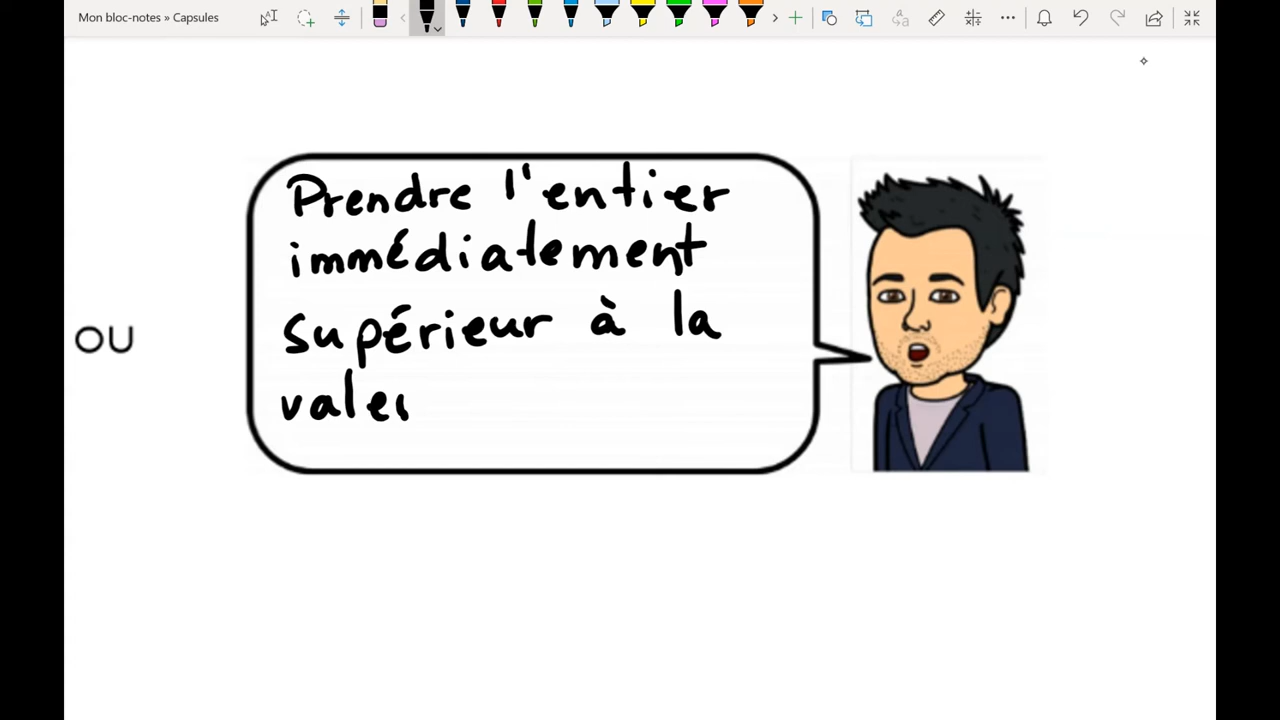 Mon bloc-notes » Capsules
Prendre l'entier
immédiatement
supérieur à la
OU